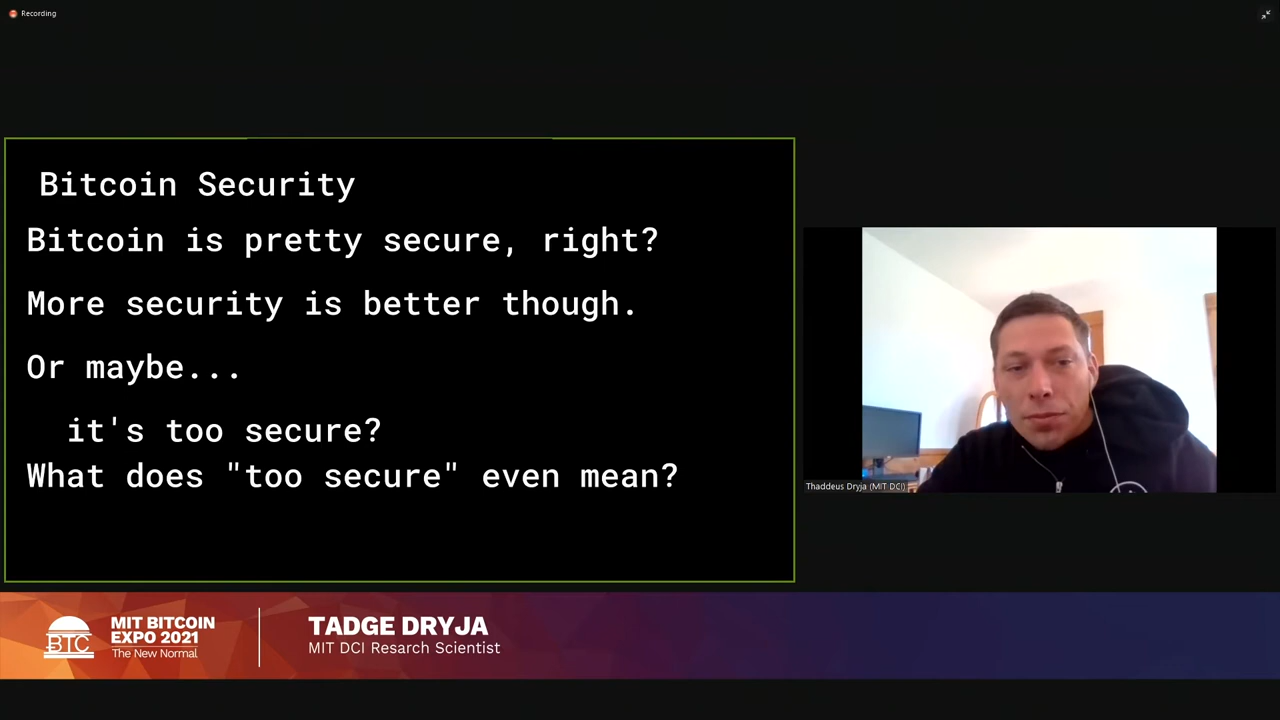 Recording
Bitcoin Security
Bitcoin is pretty secure, right?
More security is better though.
Or maybe...
it's too secure?
What does "too secure" even mean?
Thaddeus Dryja (MIT DCI)
BTC
MIT BITCOIN
EXPO 2021
The New Normal
TADGE DRYJA
MIT DCI Resarch Scientist